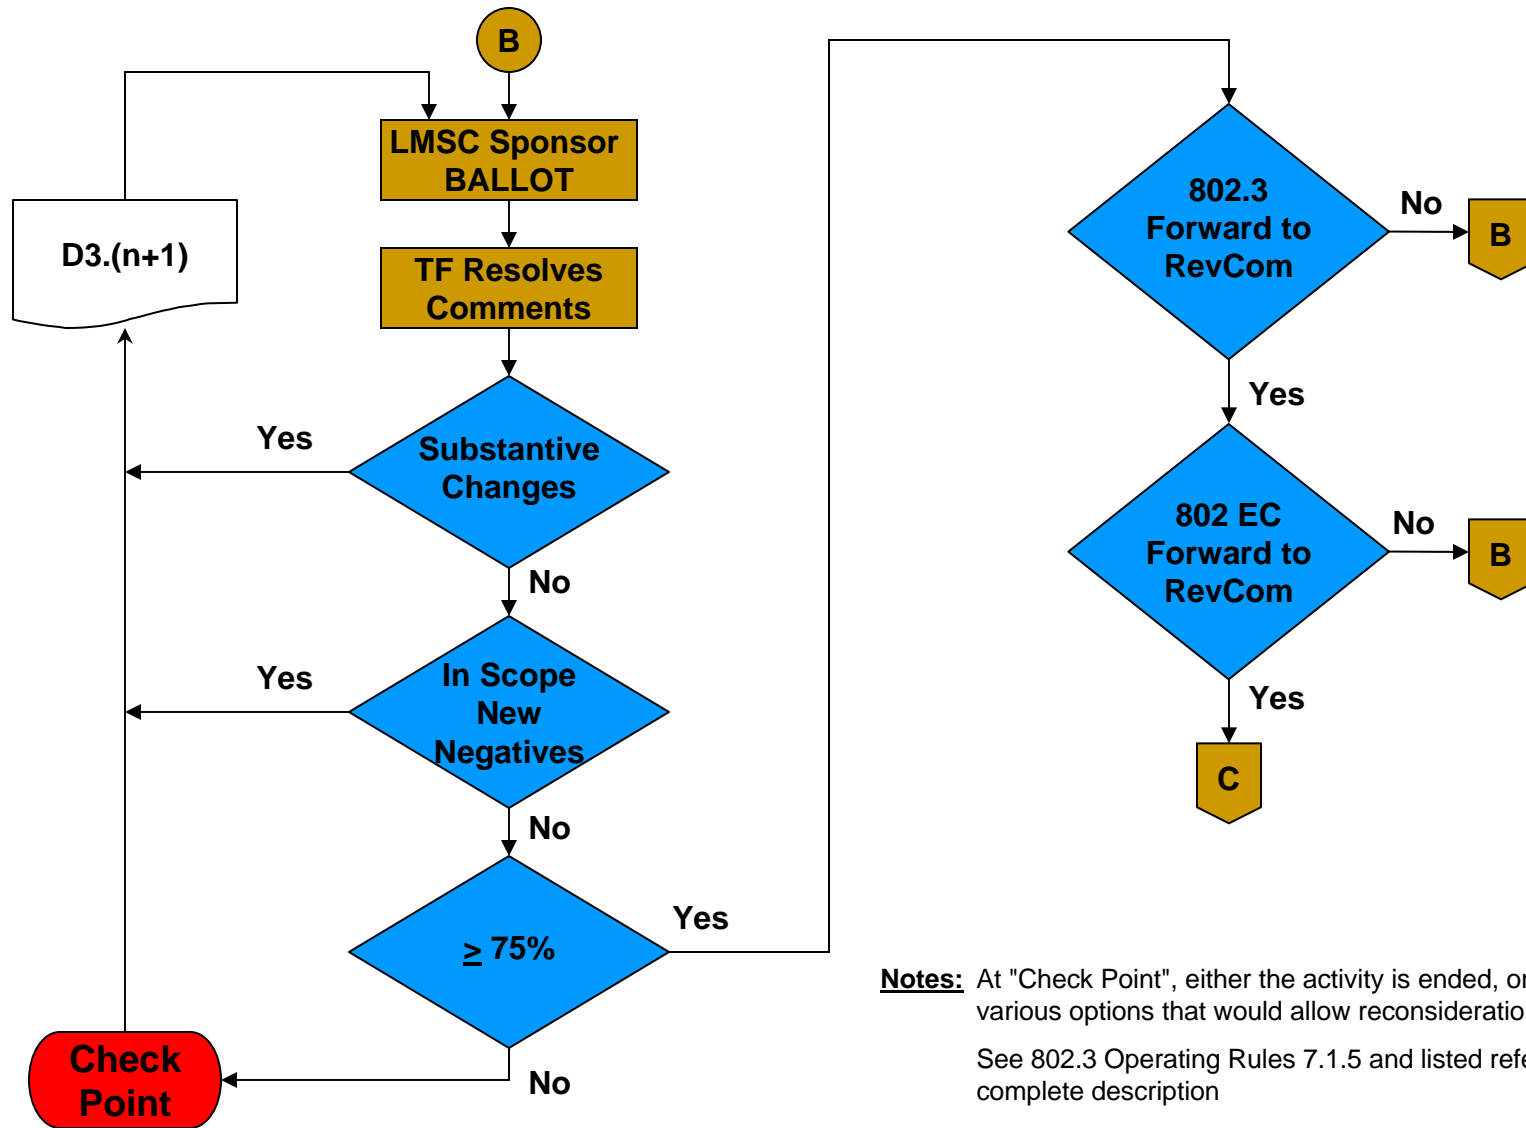 B
LMSC Sponsor
BALLOT
D3.(n+1)
TF Resolves
Comments
Substantive
Changes
Yes
No
In Scope
New
Negatives
Yes
No
≥ 75%
Yes
No
Check
Point
802.3
Forward to
RevCom
No
B
Yes
802 EC
Forward to
RevCom
No
B
Yes
C
Notes: At "Check Point", either the activity is ended, or
various options that would allow
See 802.3 Operating Rules 7.1.5 and listed
complete description